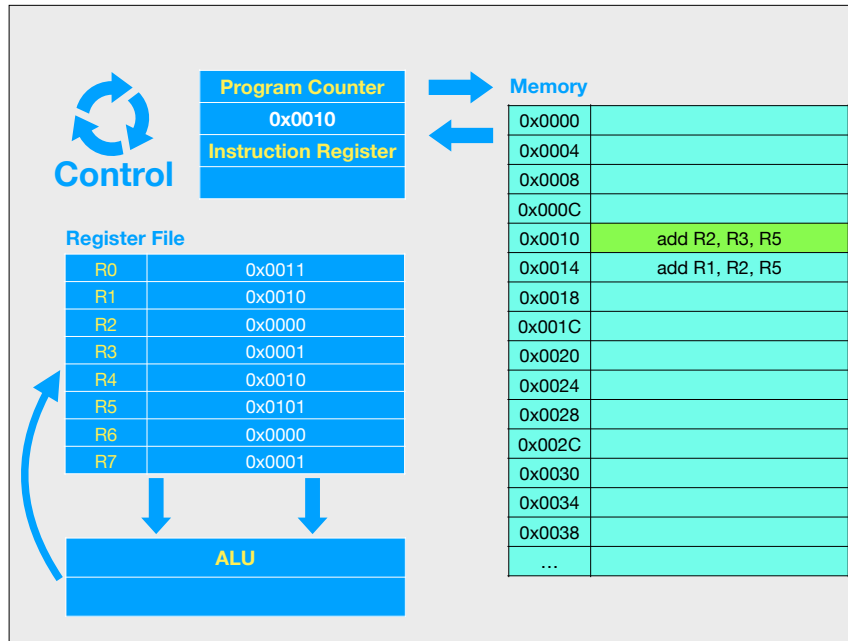 Control
Program Counter
0x0010
Instruction Register
Register File
R0 0x0011
R1 0x0010
R2 0x0000
R3 0x0001
R4 0x0010
R5 0x0101
R6 0x0000
R7 0x0001
ALU
Memory
0x0000
0x0004
0x0008
0x000C
0x0010 add R2, R3, R5
0x0014 add R1, R2, R5
0x0018
0x001C
0x0020
0x0024
0x0028
0x002C
0x0030
0x0034
0x0038
…